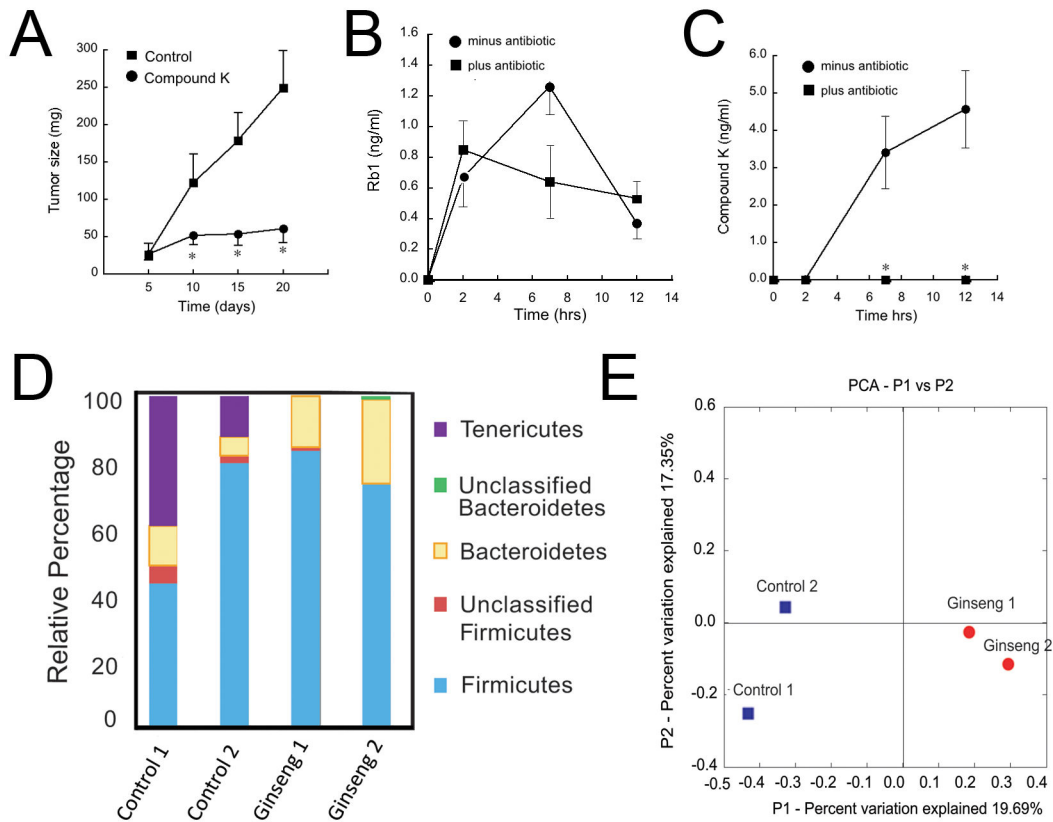 A
Control
Compound K
Tumor size (mg)
300
250
200
150
100
50
0
*
*
*
5
10
15
20
Time (days)
B
minus antibiotic
plus antibiotic
Rb1 (ng/ml)
1.6
1.4
1.2
1.0
0.8
0.6
0.4
0.2
0.0
0
2
4
6
8
10
12
14
Time (hrs)
C
minus antibiotic
plus antibiotic
Compound K (ng/ml)
6.0
5.0
4.0
3.0
2.0
1.0
0.0
*
*
0
2
4
6
8
10
12
14
Time hrs)
D
Relative Percentage
100
80
60
40
20
0
Control 1
Control 2
Ginseng 1
Ginseng 2
Tenericutes
Unclassified
Bacteroidetes
Bacteroidetes
Unclassified
Firmicutes
Firmicutes
E
PCA - P1 vs P2
P2 - Percent variation explained 17.35%
0.6
0.4
0.2
0.0
-0.2
-0.4
Control 2
Ginseng 1
Ginseng 2
Control 1
-0.5
-0.4
-0.3
-0.2
-0.1
0.0
0.1
0.2
0.3
0.4
P1 - Percent variation explained 19.69%